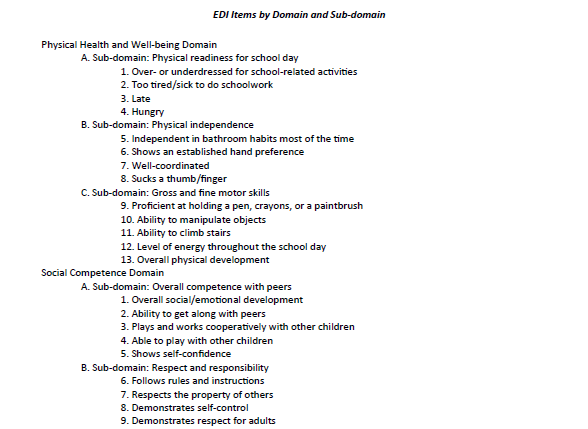 EDI Items by Domain and Sub-domain
Physical Health and Well-being Domain
A. Sub-domain: Physical readiness for school day
1. Over- or underdressed for school-related activities
2. Too tired/sick to do schoolwork
3. Late
4. Hungry
B. Sub-domain: Physical independence
5. Independent in bathroom habits most of the time
6. Shows an established hand preference
7. Well-coordinated
8. Sucks a thumb/finger
C. Sub-domain: Gross and fine motor skills
9. Proficient at holding a pen, crayons, or a paintbrush
10. Ability to manipulate objects
11. Ability to climb stairs
12. Level of energy throughout the school day
13. Overall physical development
Social Competence Domain
A. Sub-domain: Overall competence with peers
1. Overall social/emotional development
2. Ability to get along with peers
3. Plays and works cooperatively with other children
4. Able to play with other children
5. Shows self-confidence
B. Sub-domain: Respect and responsibility
6. Follows rules and instructions
7. Respects the property of others
8. Demonstrates self-control
9. Demonstrates respect for adults